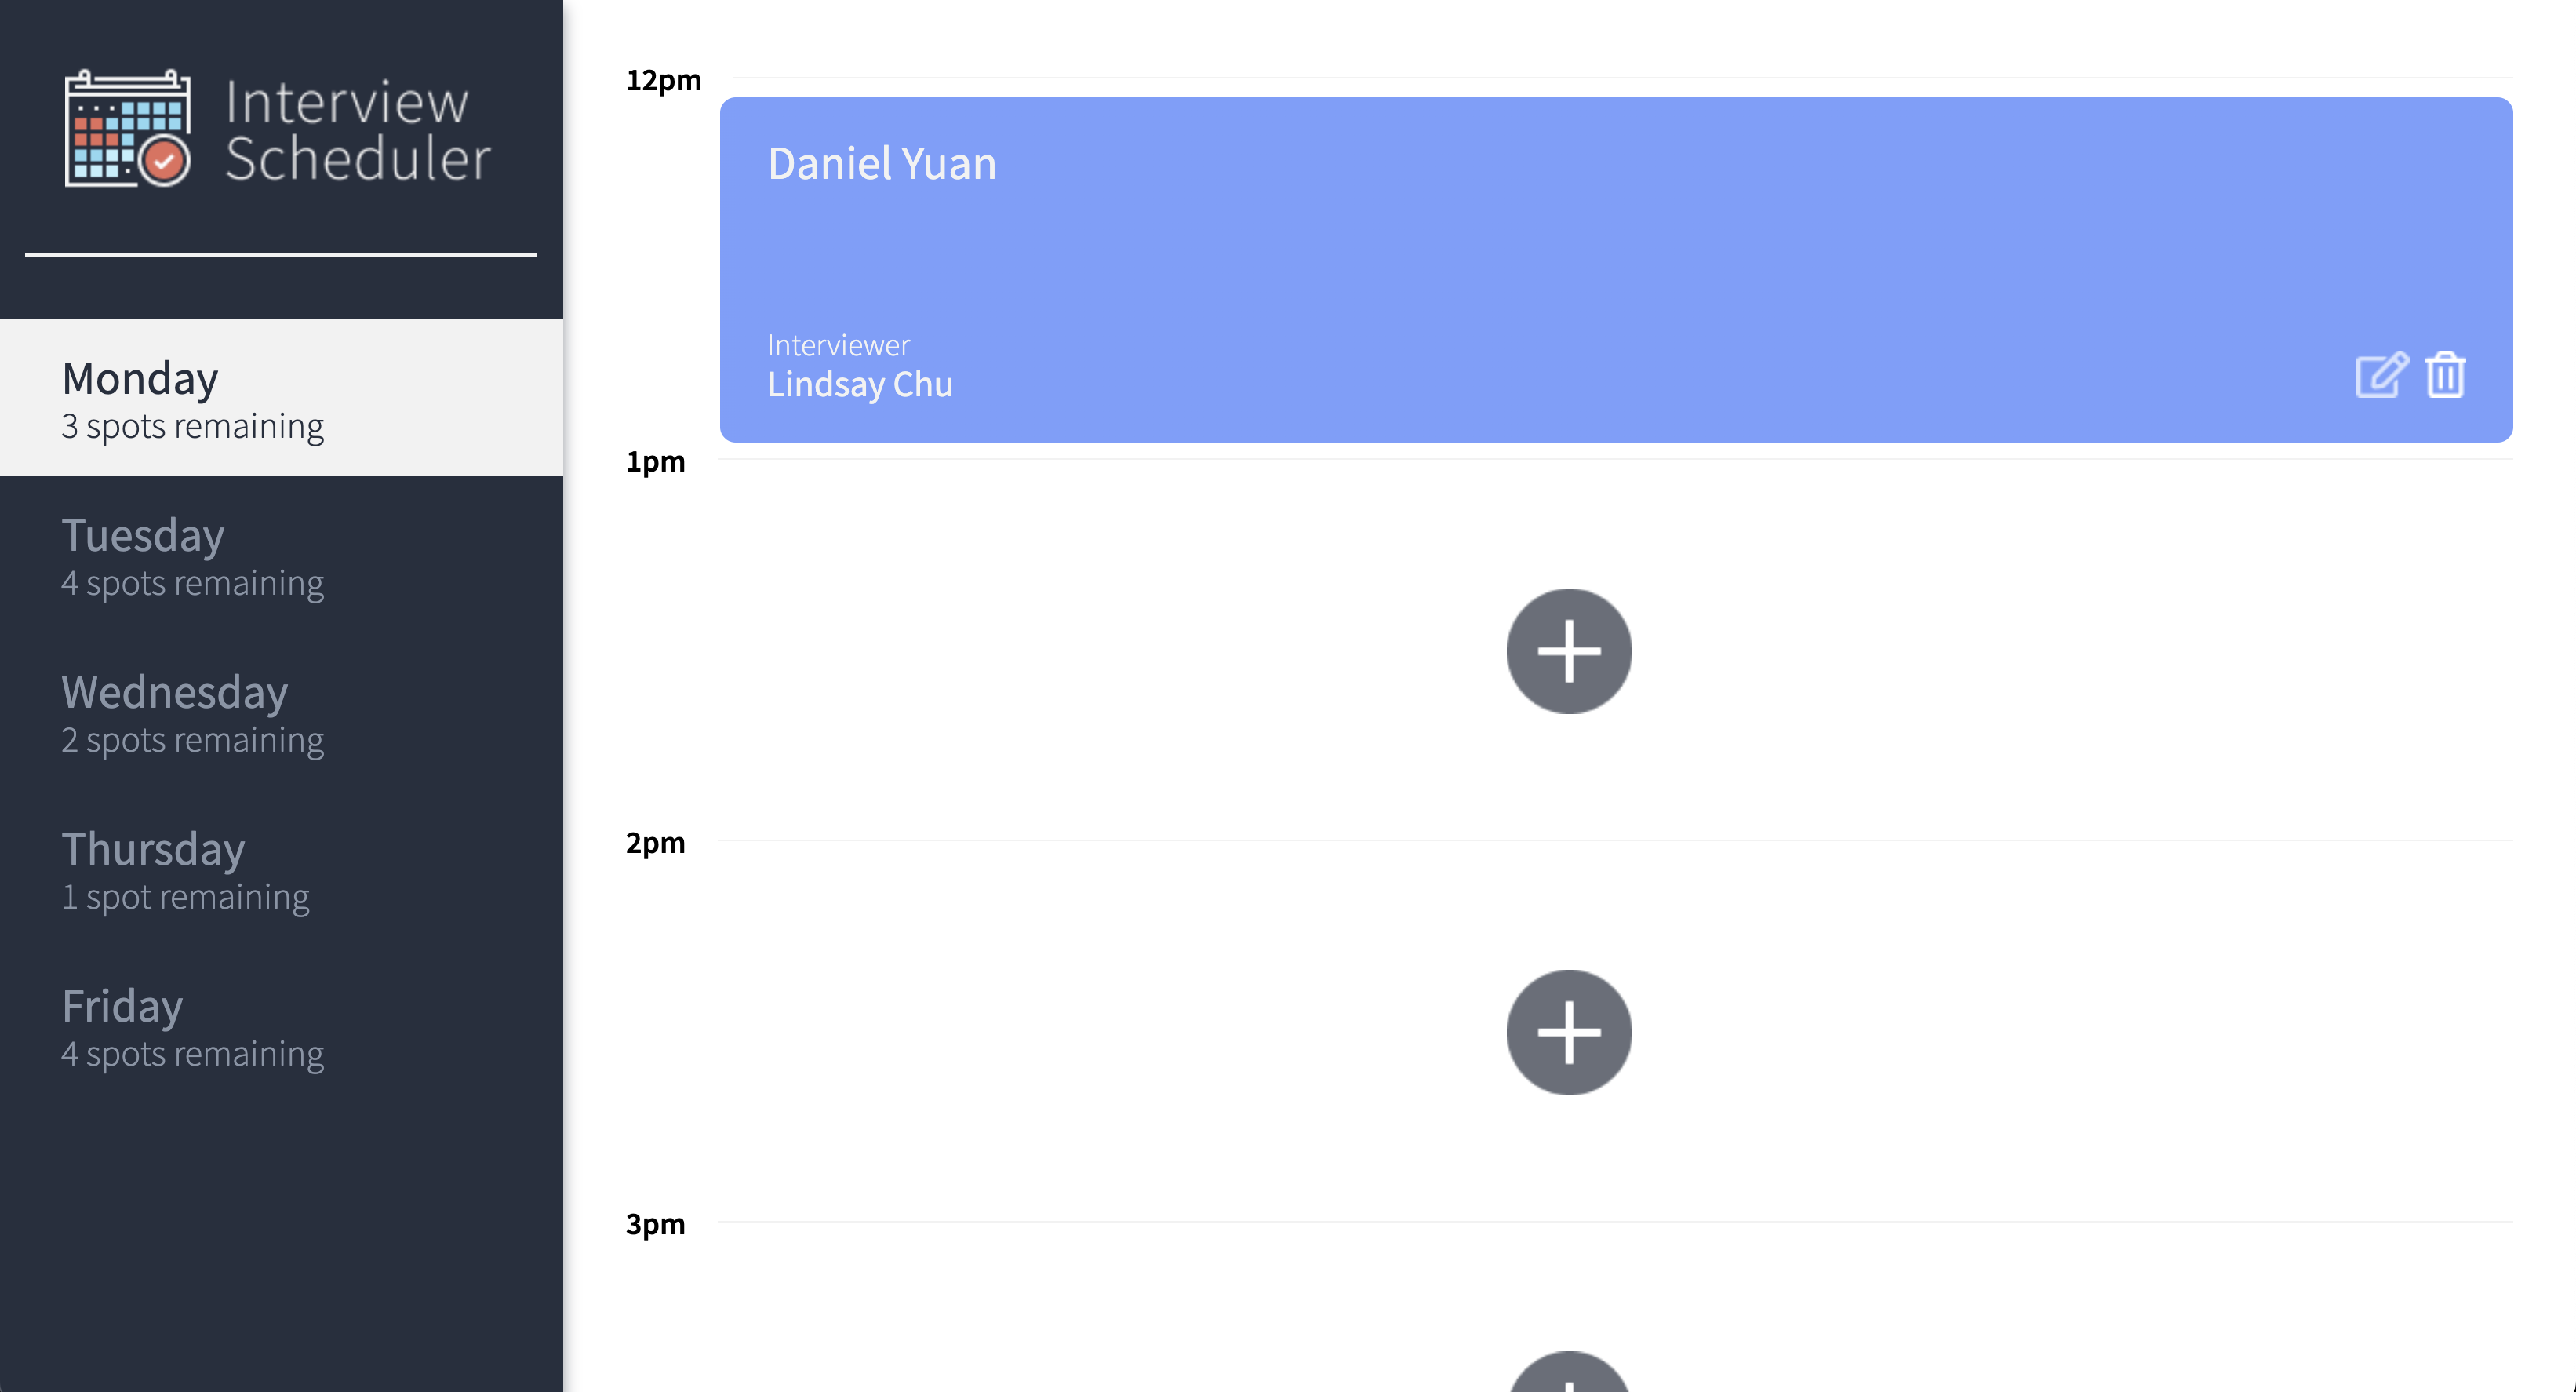 Interview
Scheduler
Monday
3 spots remaining
Tuesday
4 spots remaining
Wednesday
2 spots remaining
Thursday
1 spot remaining
Friday
4 spots remaining
12pm
Daniel Yuan
Interviewer
Lindsay Chu
1pm
2pm
3pm